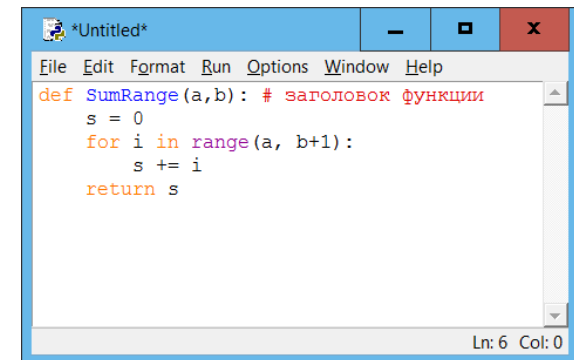 *Untitled*
File Edit Format Run Options Window Help
def SumRange(a,b): # заголовок функции
    s = 0
    for i in range(a, b+1):
        s += i
    return s
Ln: 6 Col: 0